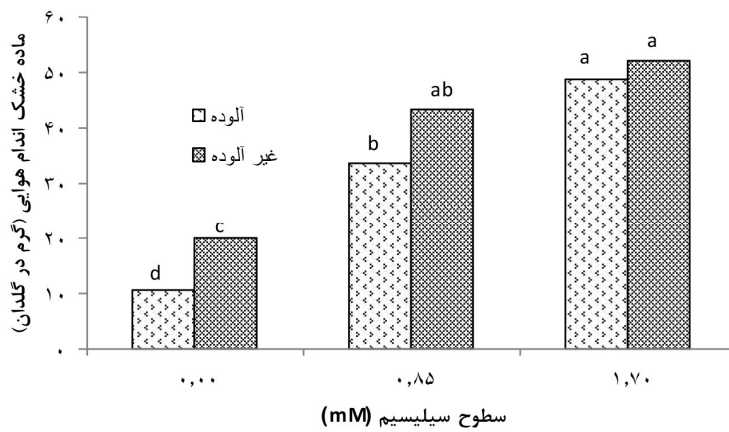 ماده خشک اندام هوایی (گرم در گلدان)
۶۰
۵۰
۴۰
۳۰
۲۰
۱۰
۰
آلوده
غیر آلوده
d
c
b
ab
a
a
۰,۰۰
۰,۸۵
۱,۷۰
سطوح سیلیسیم (mM)